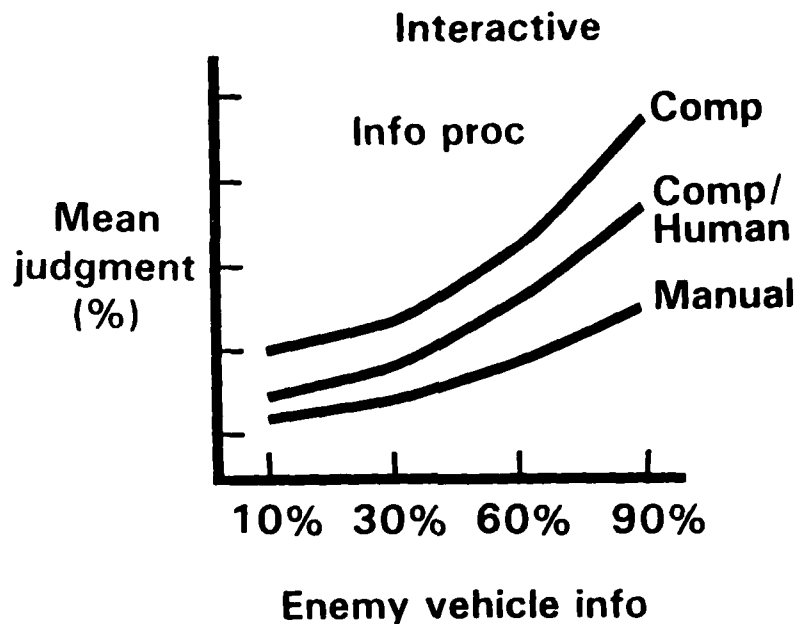 Interactive
Info proc
Comp
Comp/
Human
Manual
Mean
judgment
(%)
10% 30% 60% 90%
Enemy vehicle info